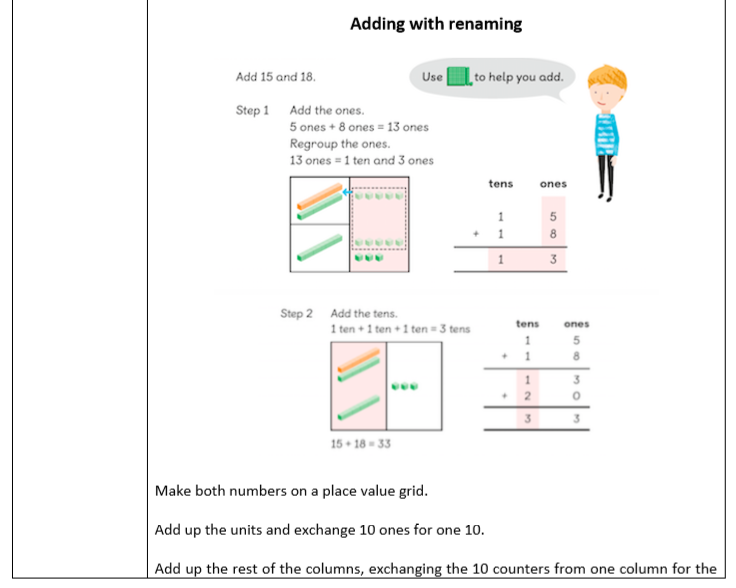 Adding with renaming
Add 15 and 18.
Use to help you add.
Step 1 Add the ones.
5 ones + 8 ones = 13 ones
Regroup the ones.
13 ones = 1 ten and 3 ones
tens ones
1 5
+ 1 8
1 3
Step 2 Add the tens.
1 ten + 1 ten + 1 ten = 3 tens
tens ones
1 5
+ 1 8
1 3
+ 2 0
3 3
15 + 18 = 33
Make both numbers on a place value grid.
Add up the units and exchange 10 ones for one 10.
Add up the rest of the columns, exchanging the 10 counters from one column for the